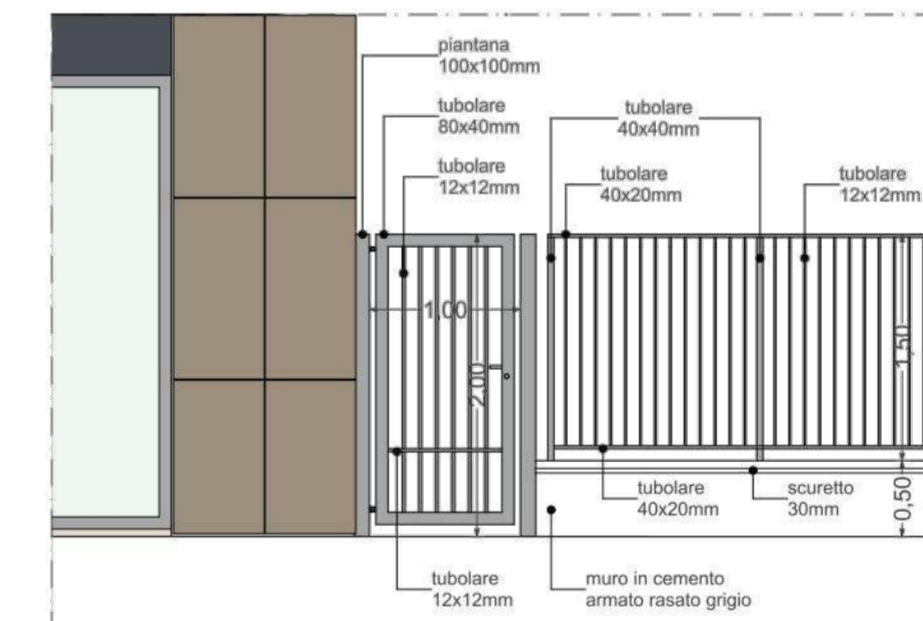 piantana
100x100mm
tubolare
80x40mm
tubolare
12x12mm
tubolare
40x40mm
tubolare
40x20mm
tubolare
12x12mm
1,00
2,00
1,50
0,50
tubolare
40x20mm
scuretto
30mm
tubolare
12x12mm
muro in cemento
armato rasato grigio